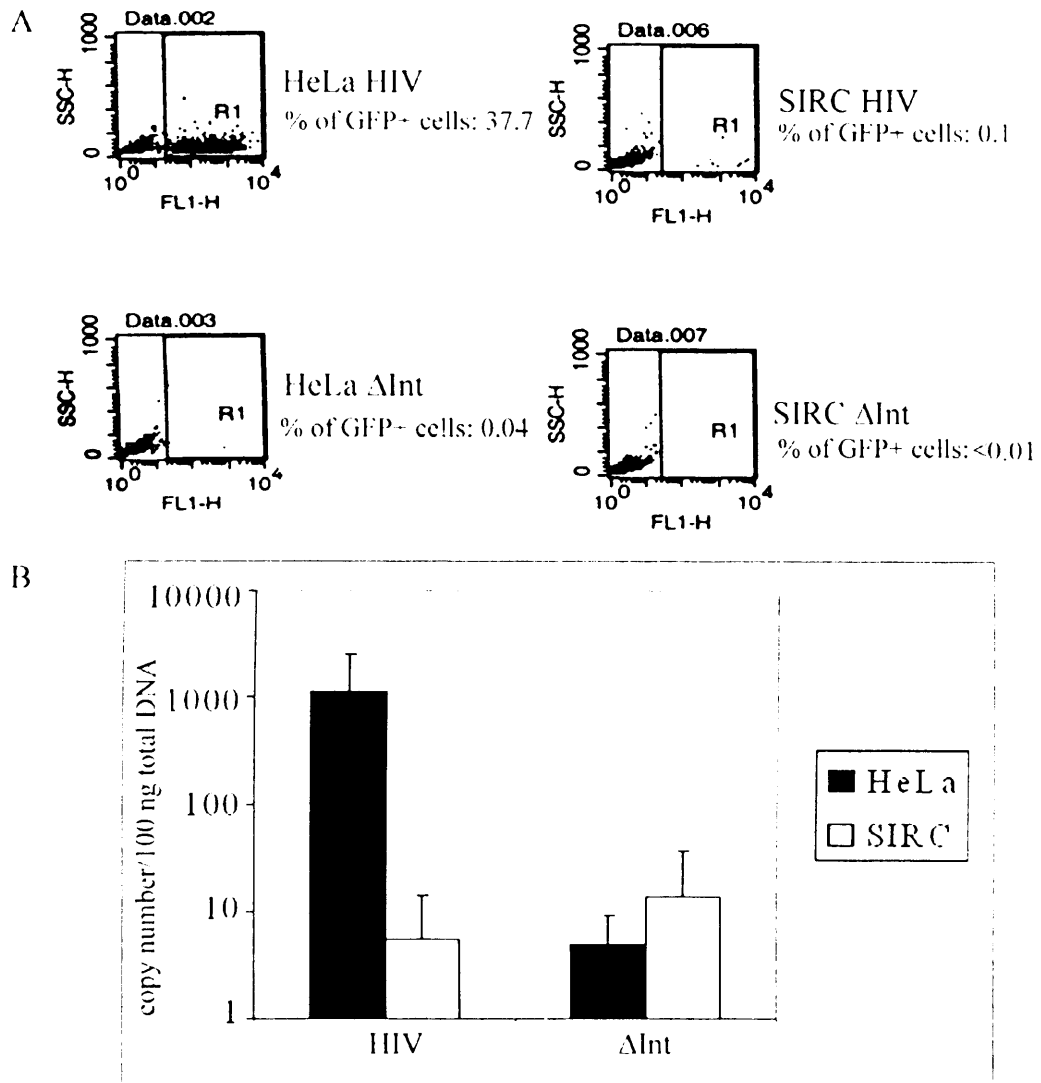 A
Data.002
1000
SSC-H
R1
0
10^0
10^4
FL1-H
HeLa HIV
% of GFP+ cells: 37.7
Data.006
1000
SSC-H
R1
0
10^0
10^4
FL1-H
SIRC HIV
% of GFP+ cells: 0.1
Data.003
1000
SSC-H
R1
0
10^0
10^4
FL1-H
HeLa ΔInt
% of GFP+ cells: 0.04
Data.007
1000
SSC-H
R1
0
10^0
10^4
FL1-H
SIRC ΔInt
% of GFP+ cells: <0.01
B
copy number/100 ng total DNA
10000
1000
100
10
1
HIV
ΔInt
HeLa
SIRC